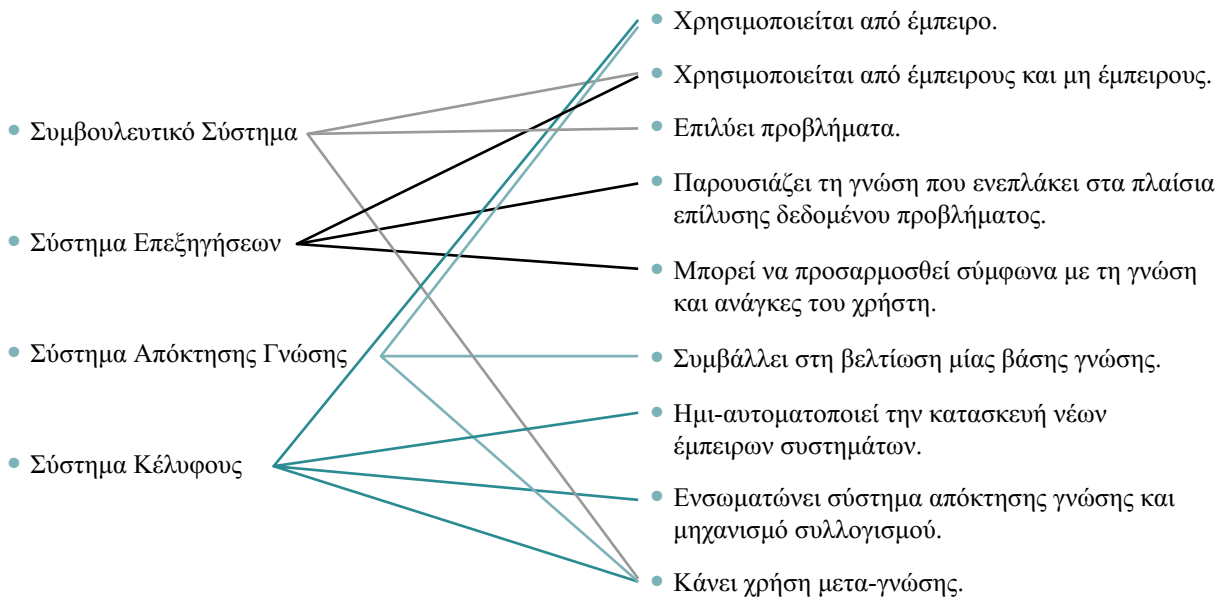 Συμβουλευτικό Σύστημα
Σύστημα Επεξηγήσεων
Σύστημα Απόκτησης Γνώσης
Σύστημα Κέλυφους
Χρησιμοποιείται από έμπειρο.
Χρησιμοποιείται από έμπειρους και μη έμπειρους.
Επιλύει προβλήματα.
Παρουσιάζει τη γνώση που ενεπλάκει στα πλαίσια
επίλυσης δεδομένου προβλήματος.
Μπορεί να προσαρμοσθεί σύμφωνα με τη γνώση
και ανάγκες του χρήστη.
Συμβάλλει στη βελτίωση μίας βάσης γνώσης.
Ημι-αυτοματοποιεί την κατασκευή νέων
έμπειρων συστημάτων.
Ενσωματώνει σύστημα απόκτησης γνώσης και
μηχανισμό συλλογισμού.
Κάνει χρήση μετα-γνώσης.